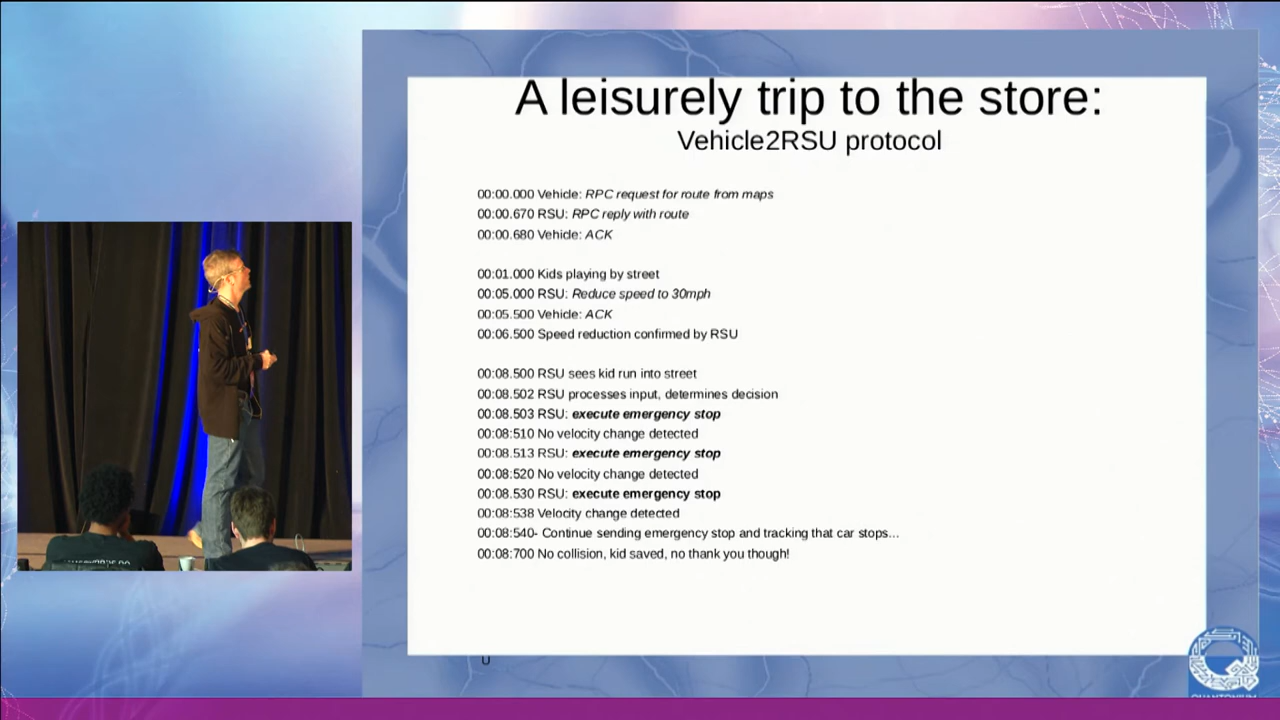 A leisurely trip to the store:
Vehicle2RSU protocol
00:00.000 Vehicle: RPC request for route from maps
00:00.670 RSU: RPC reply with route
00:00.680 Vehicle: ACK
00:01.000 Kids playing by street
00:05.000 RSU: Reduce speed to 30mph
00:05.500 Vehicle: ACK
00:06.500 Speed reduction confirmed by RSU
00:08.500 RSU sees kid run into street
00:08.502 RSU processes input, determines decision
00:08.503 RSU: execute emergency stop
00:08:510 No velocity change detected
00:08.513 RSU: execute emergency stop
00:08:520 No velocity change detected
00:08.530 RSU: execute emergency stop
00:08:538 Velocity change detected
00:08:540- Continue sending emergency stop and tracking that car stops...
00:08:700 No collision, kid saved, no thank you though!
U
QUANTONIUM